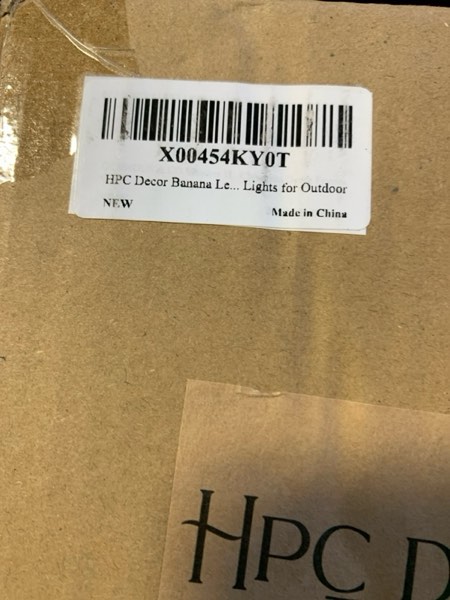 X00454KY0T
HPC Decor Banana Le... Lights for Outdoor
NEW
Made in China
HPC D